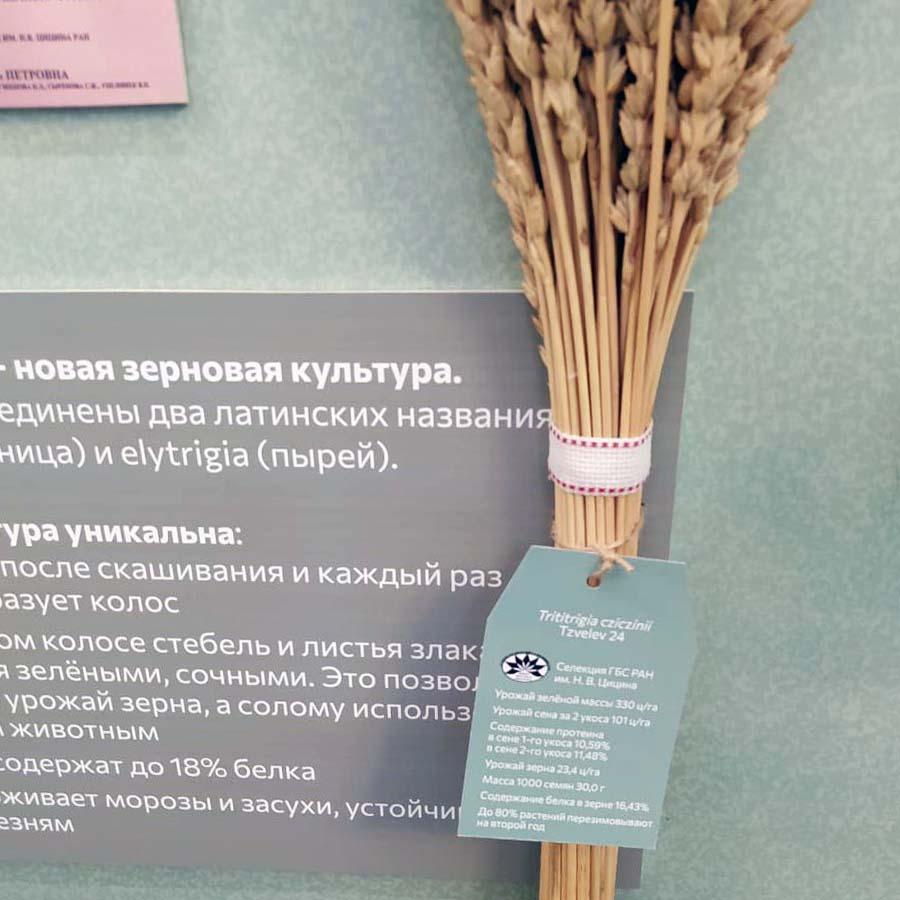 ИМ. Н.В. ЦИЦИНА РАН
ПЕТРОВНА
- новая зерновая культура.
единены два латинских названия
ница) и elytrigia (пырей).
тура уникальна:
после скашивания и каждый раз
разует колос
ом колосе стебель и листья злак
я зелёными, сочными. Это позвол
урожай зерна, а солому использ
животным
содержат до 18% белка
живает морозы и засухи, устойчи
езням
Trititrigia cziczinii
Tzvelev 24
Селекция ГБС РАН
им. Н. В. Цицина
Урожай зелёной массы 330 ц/га
Урожай сена за 2 укоса 101 ц/га
Содержание протеина
в сене 1-го укоса 10,59%
в сене 2-го укоса 11,48%
Урожай зерна 23,4 ц/га
Масса 1000 семян 30,0 г
Содержание белка в зерне 16,43%
До 80% растений перезимовывают
на второй год